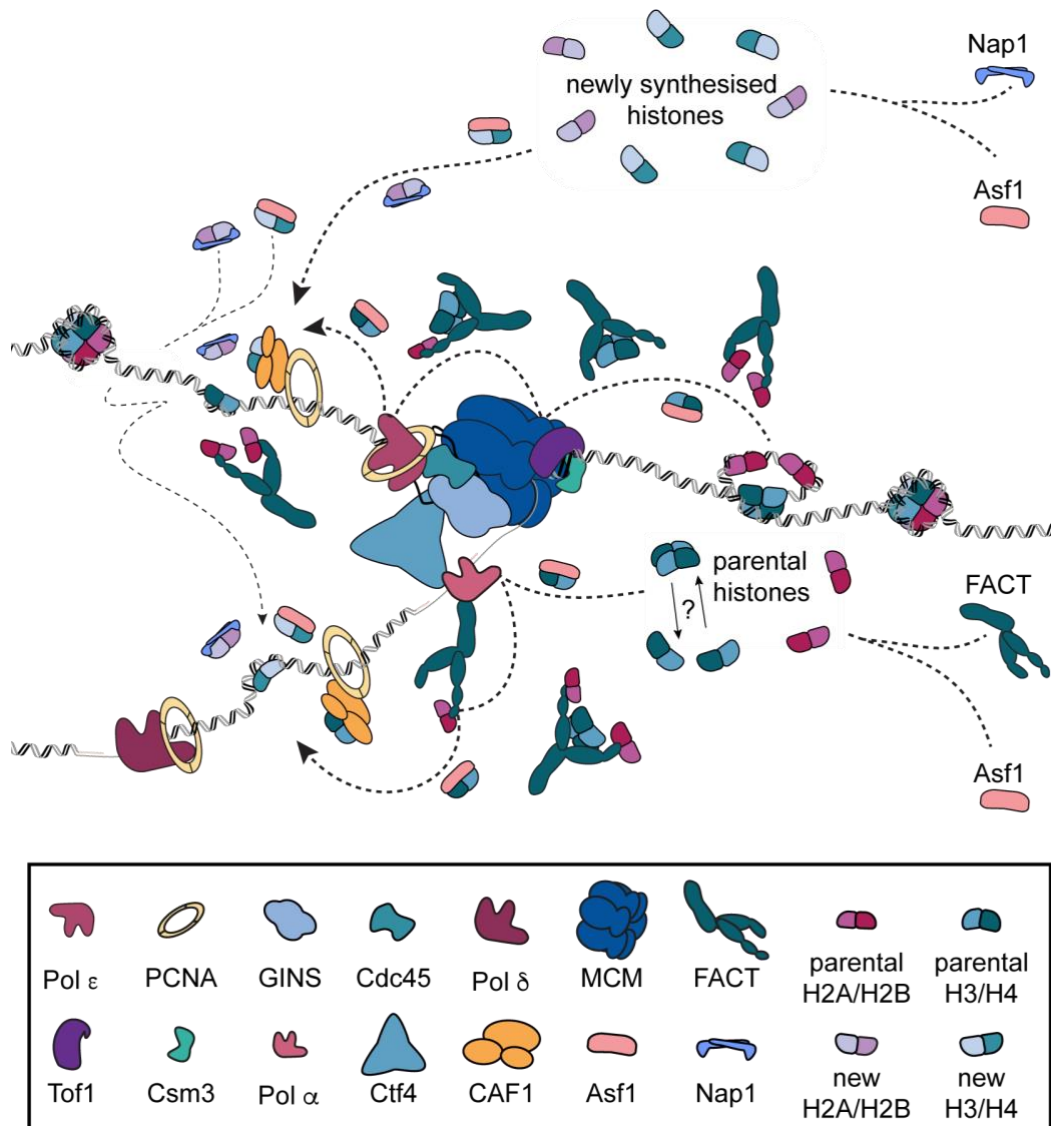 Nap1
newly synthesised
histones
Asf1
parental
histones
?
FACT
Asf1
Pol ε
PCNA
GINS
Cdc45
Pol δ
MCM
FACT
parental
H2A/H2B
parental
H3/H4
Tof1
Csm3
Pol α
Ctf4
CAF1
Asf1
Nap1
new
H2A/H2B
new
H3/H4